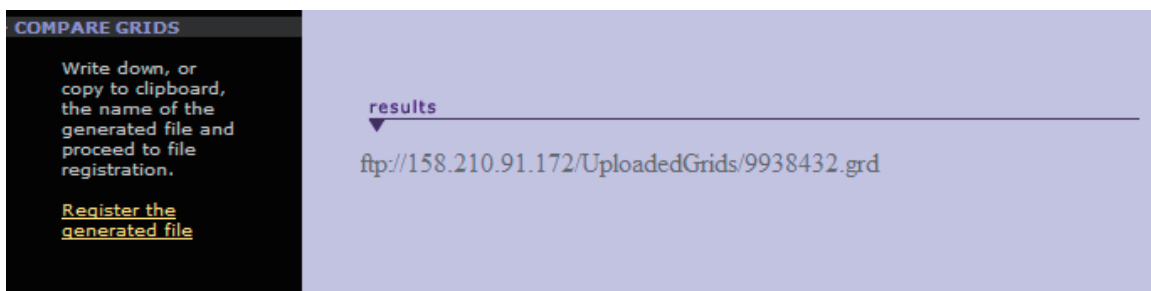 COMPARE GRIDS
Write down, or
copy to clipboard,
the name of the
generated file and
proceed to file
registration.
Register the
generated file
results
ftp://158.210.91.172/UploadedGrids/9938432.grd